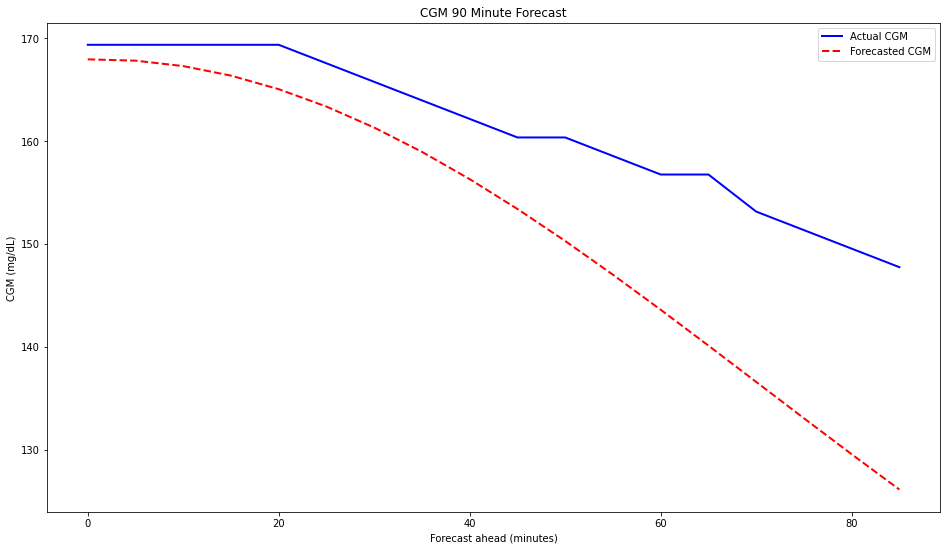 CGM 90 Minute Forecast
Actual CGM
Forecasted CGM
170
160
150
140
130
CGM (mg/dL)
0 20 40 60 80
Forecast ahead (minutes)